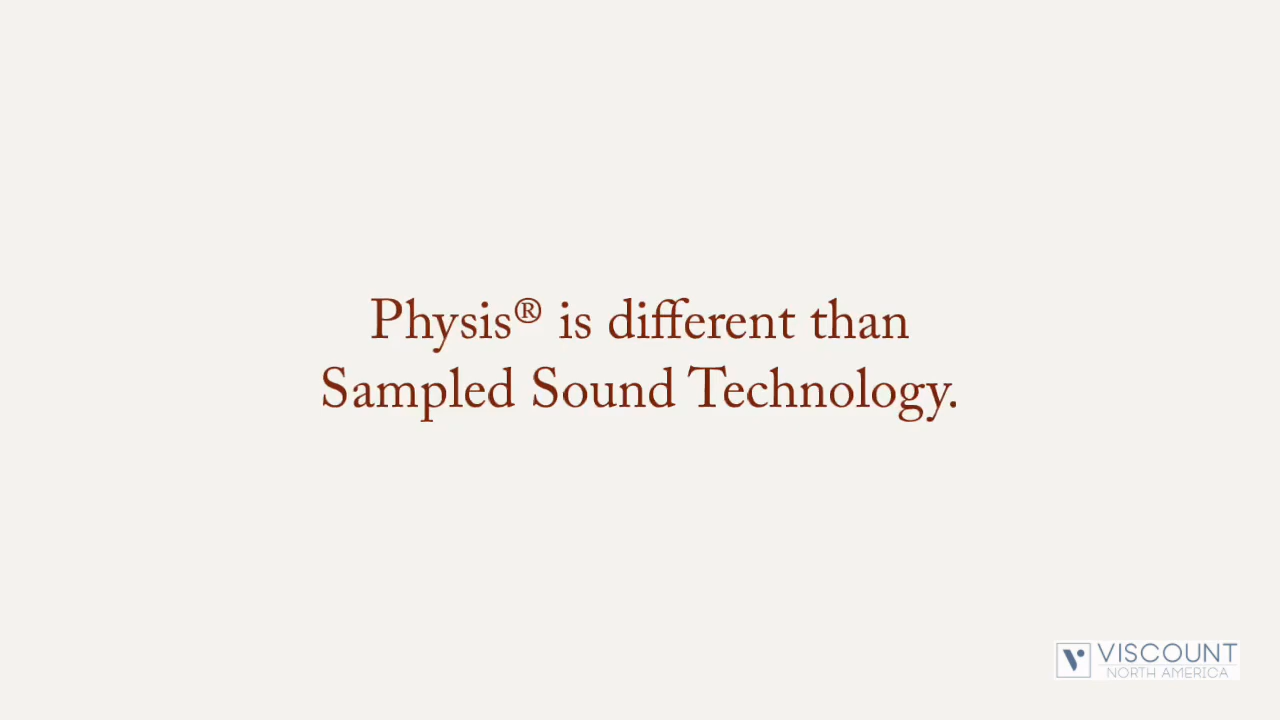 Physis® is different than
Sampled Sound Technology.
VISCOUNT
NORTH AMERICA